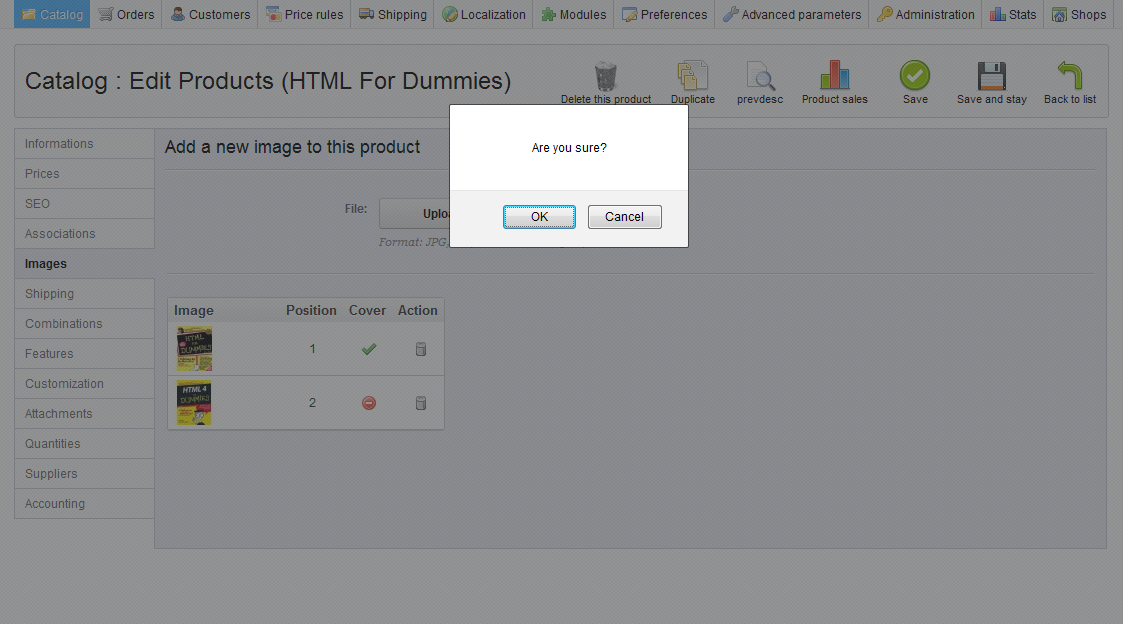 Catalog Orders Customers Price rules Shipping Localization Modules Preferences Advanced parameters Administration Stats Shops
Catalog : Edit Products (HTML For Dummies)
Delete this product Duplicate prevdesc Product sales Save Save and stay Back to list
Are you sure?
OK Cancel
Informations
Prices
SEO
Associations
Images
Shipping
Combinations
Features
Customization
Attachments
Quantities
Suppliers
Accounting
Add a new image to this product
File:
Format: JPG,
Image Position Cover Action
HTML
DUMMIES
1
HTML 4
DUMMIES
2